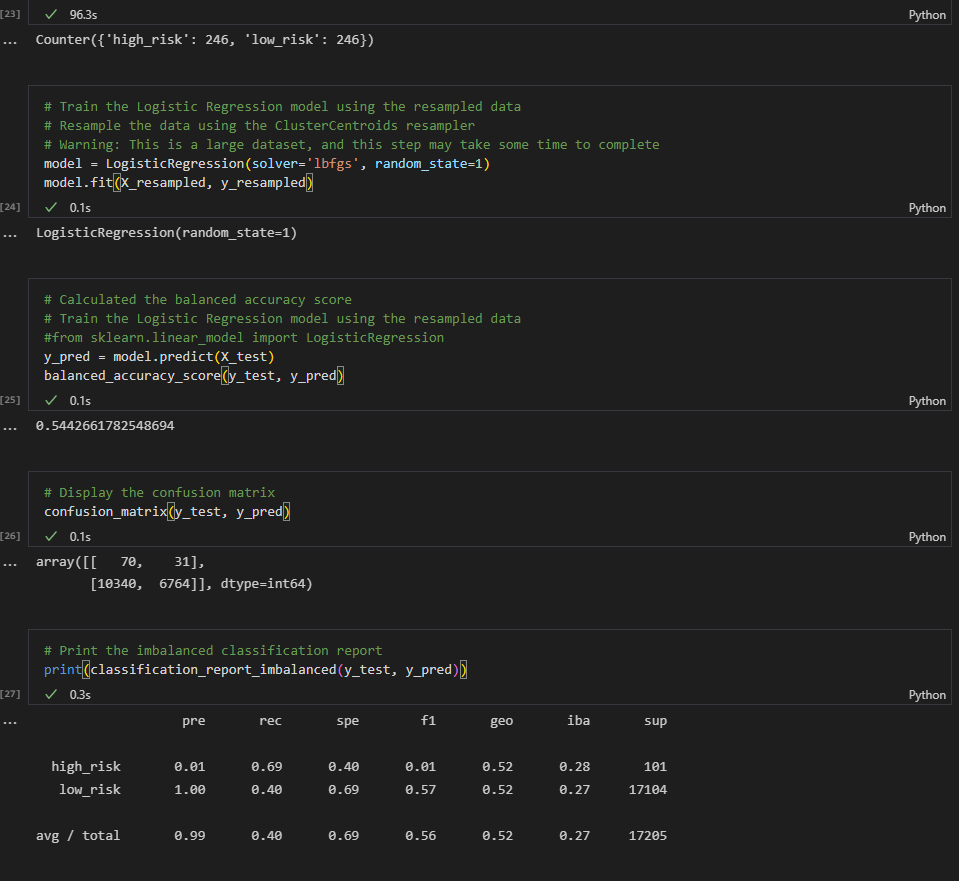 [23] ✓ 96.3s Python
... Counter({'high_risk': 246, 'low_risk': 246})
# Train the Logistic Regression model using the resampled data
# Resample the data using the ClusterCentroids resampler
# Warning: This is a large dataset, and this step may take some time to complete
model = LogisticRegression(solver='lbfgs', random_state=1)
model.fit(X_resampled, y_resampled)
[24] ✓ 0.1s Python
... LogisticRegression(random_state=1)
# Calculated the balanced accuracy score
# Train the Logistic Regression model using the resampled data
#from sklearn.linear_model import LogisticRegression
y_pred = model.predict(X_test)
balanced_accuracy_score(y_test, y_pred)
[25] ✓ 0.1s Python
... 0.5442661782548694
# Display the confusion matrix
confusion_matrix(y_test, y_pred)
[26] ✓ 0.1s Python
... array([[   70,    31],
       [10340,  6764]], dtype=int64)
# Print the imbalanced classification report
print(classification_report_imbalanced(y_test, y_pred))
[27] ✓ 0.3s Python
... pre rec spe f1 geo iba sup
high_risk 0.01 0.69 0.40 0.01 0.52 0.28 101
low_risk 1.00 0.40 0.69 0.57 0.52 0.27 17104
avg / total 0.99 0.40 0.69 0.56 0.52 0.27 17205